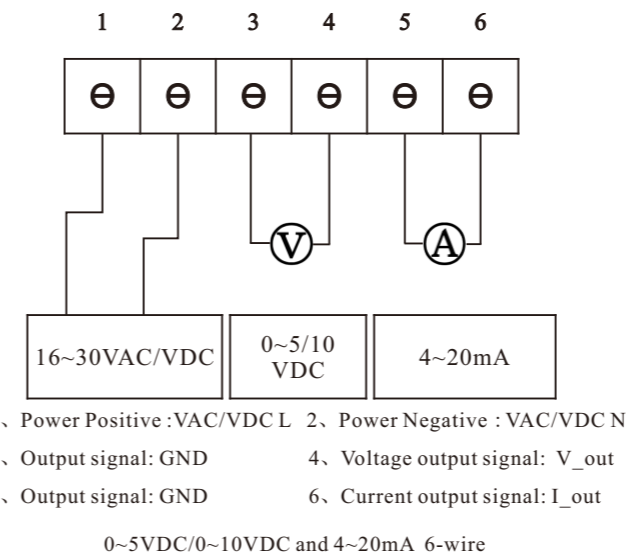 1 2 3 4 5 6
V A
16~30VAC/VDC
0~5/10
VDC
4~20mA
、Power Positive :VAC/VDC L 2、Power Negative : VAC/VDC N
、Output signal: GND 4、Voltage output signal: V_out
、Output signal: GND 6、Current output signal: I_out
0~5VDC/0~10VDC and 4~20mA 6-wire